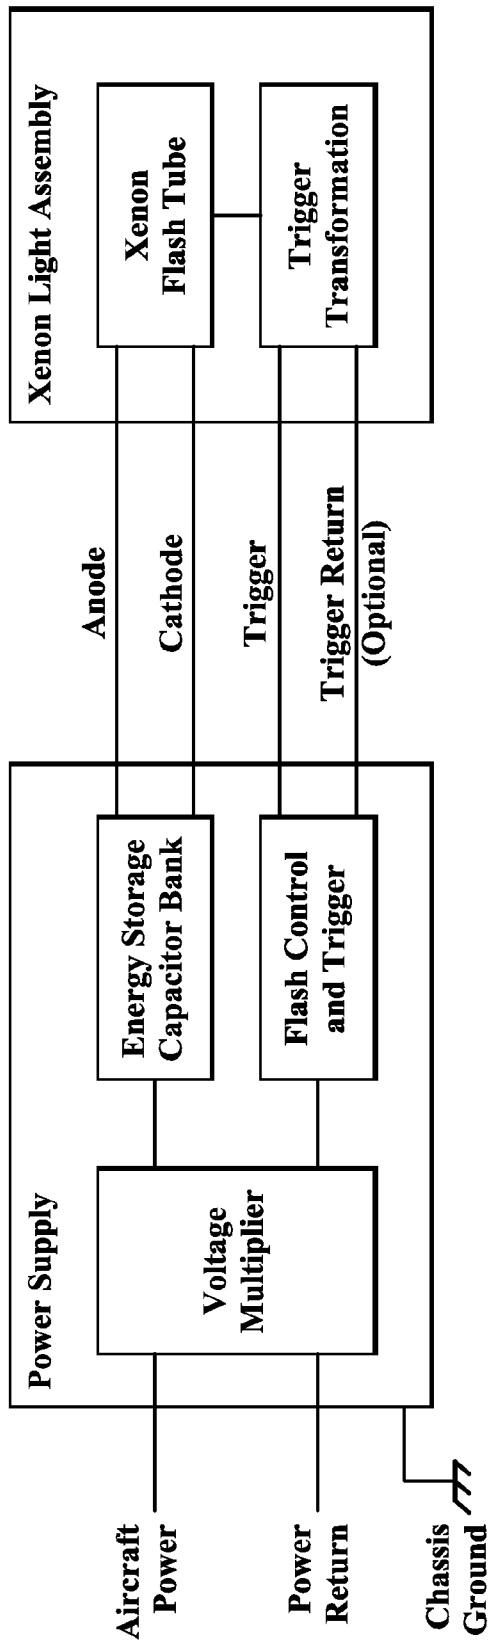 Power Supply
Xenon Light Assembly
Aircraft
Power
Power
Return
Chassis
Ground
Voltage
Multiplier
Energy Storage
Capacitor Bank
Flash Control
and Trigger
Anode
Cathode
Trigger
Trigger Return
(Optional)
Xenon
Flash Tube
Trigger
Transformation